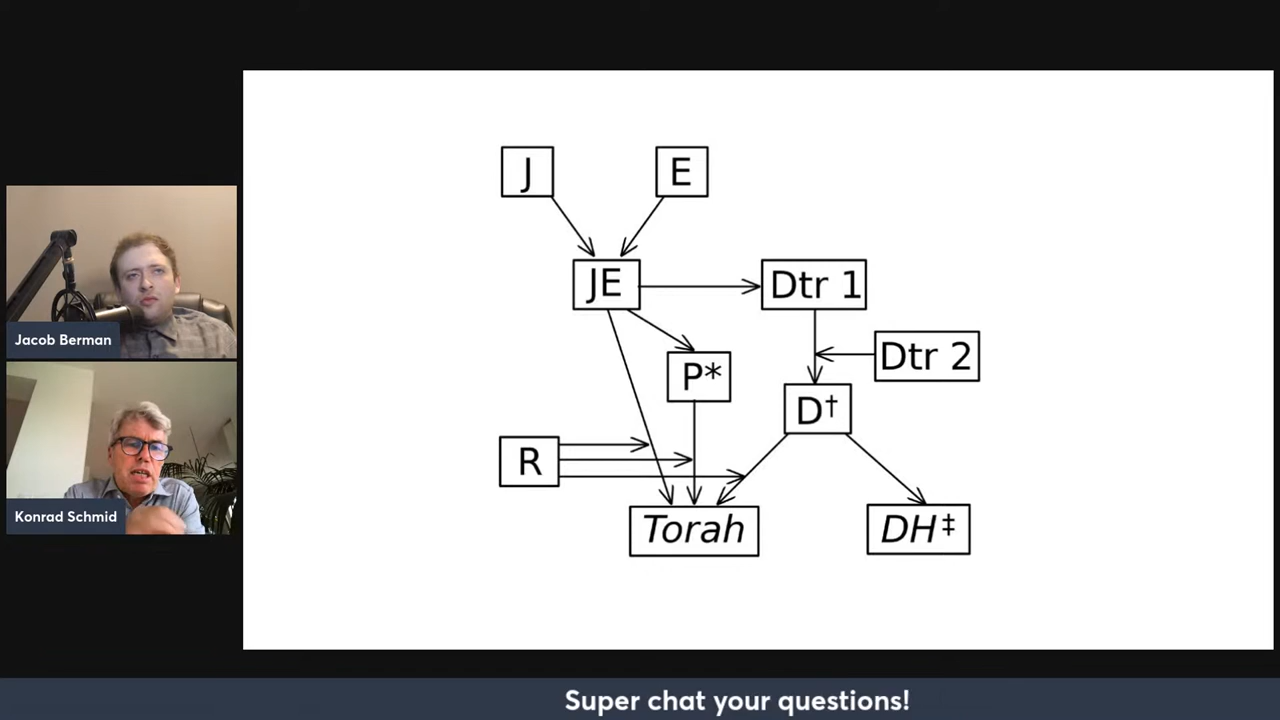 J
E
JE
Dtr 1
Dtr 2
P*
D†
R
Torah
DH‡
Jacob Berman
Konrad Schmid
Super chat your questions!